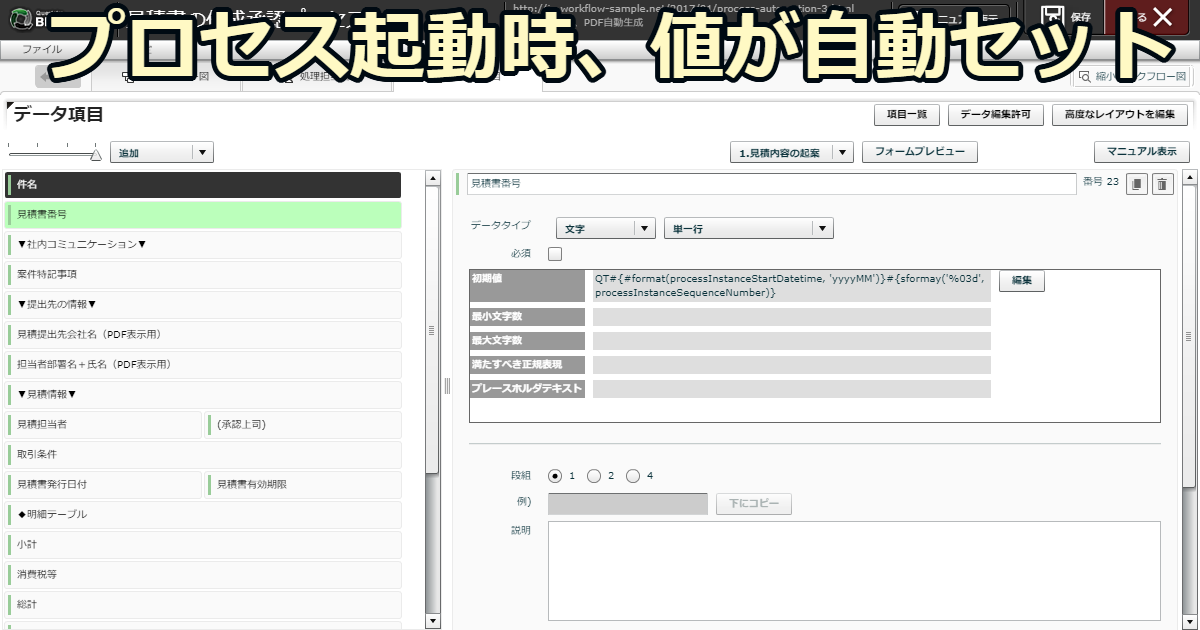 プロセス起動時、値が自動セット
http://
workflow-sample.net/2017/01/process-
PDF自動生成
保存
ファイル
データ項目
項目一覧
データ編集許可
高度なレイアウトを編集
追加
1.見積内容の起案
フォームプレビュー
マニュアル表示
件名
見積書番号
▼社内コミュニケーション▼
案件特記事項
▼提出先の情報▼
見積提出先会社名（PDF表示用）
担当者部署名＋氏名（PDF表示用）
▼見積情報▼
見積担当者
(承認上司)
取引条件
見積書発行日付
見積書有効期限
◆明細テーブル
小計
消費税等
総計
見積書番号
番号 23
データタイプ
文字
単一行
必須
初期値
QT#{#format(processInstanceStartDatetime, 'yyyyMM')}#{sformay('%03d',
processInstanceSequenceNumber)}
編集
最小文字数
最大文字数
満たすべき正規表現
プレースホルダテキスト
段組
1
2
4
例)
下にコピー
説明